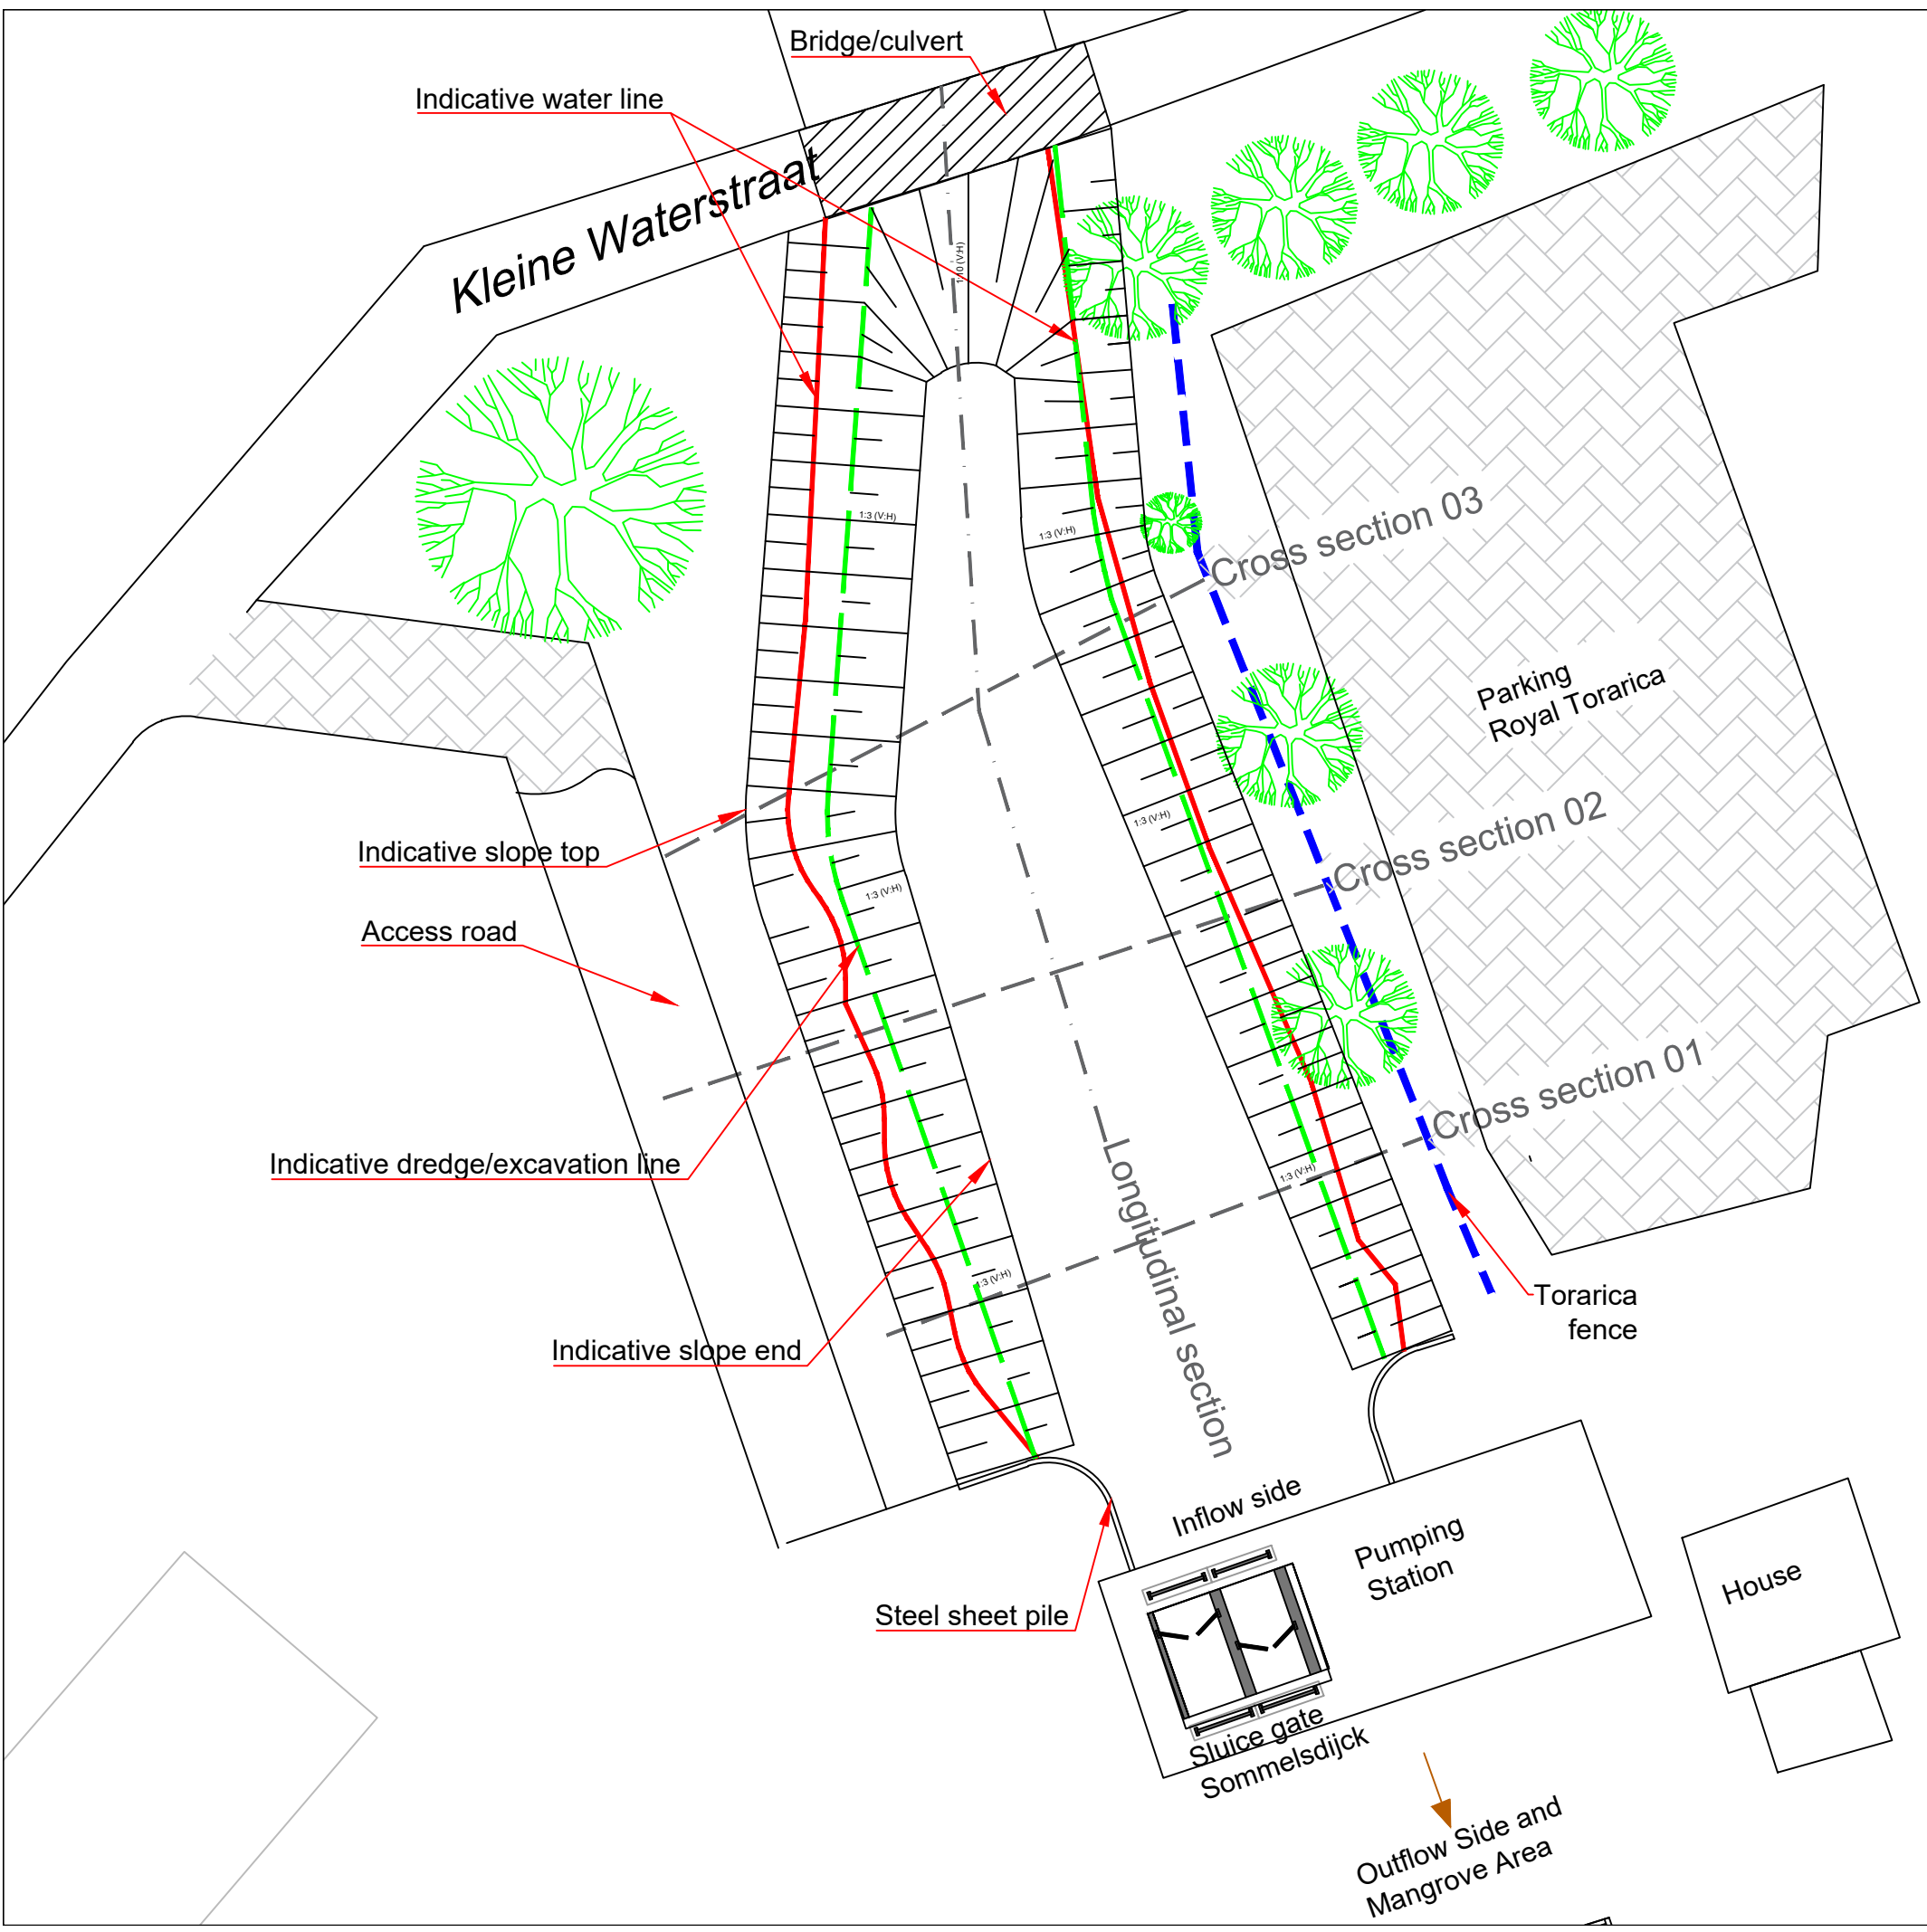 Bridge/culvert
Indicative water line
Kleine Waterstraat
1:10 (V:H)
1:3 (V:H)
1:3 (V:H)
Cross section 03
Parking
Royal Torarica
1:3 (V:H)
Cross section 02
Indicative slope top
1:3 (V:H)
Access road
Cross section 01
Indicative dredge/excavation line
1:3 (V:H)
Longitudinal section
1:3 (V:H)
Torarica
fence
Indicative slope end
Inflow side
Pumping
Station
House
Steel sheet pile
Sluice gate
Sommelsdijck
Outflow Side and
Mangrove Area